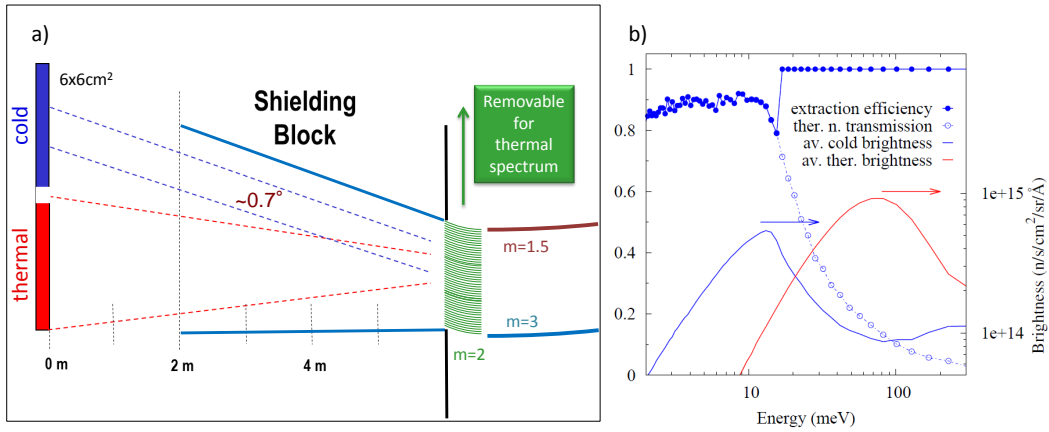 a)
6x6cm²
cold
thermal
Shielding
Block
~0.7°
Removable
for
thermal
spectrum
m=1.5
m=3
m=2
0 m
2 m
4 m
b)
1
0.8
0.6
0.4
0.2
0
extraction efficiency
ther. n. transmission
av. cold brightness
av. ther. brightness
1e+15
1e+14
Brightness (n/s/cm²/sr/Å)
10
100
Energy (meV)